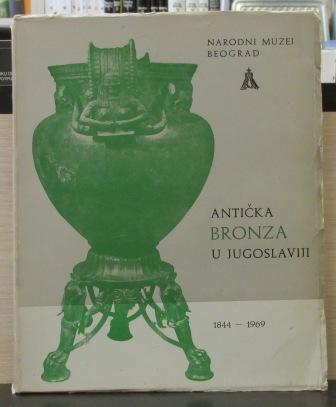 NARODNI MUZEJ
BEOGRAD
ANTIČKA
BRONZA
U JUGOSLAVIJI
1844 – 1969